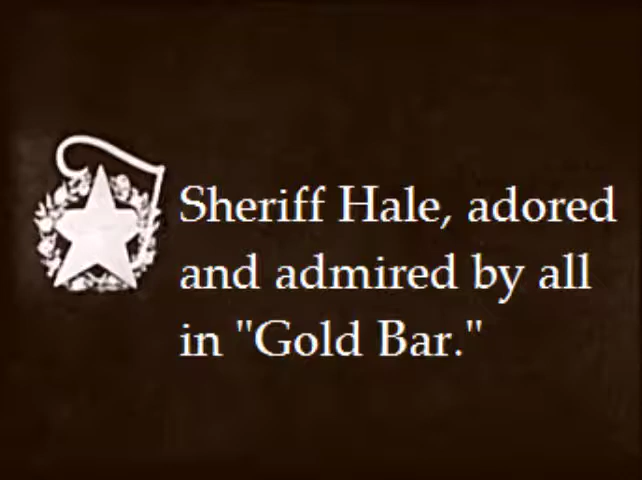 Sheriff Hale, adored
and admired by all
in "Gold Bar."